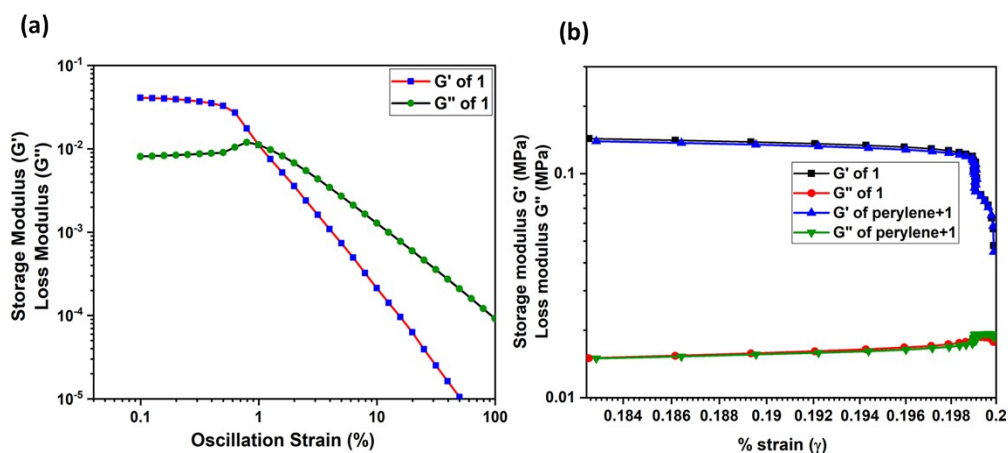 (a)
Storage Modulus (G')
Loss Modulus (G")
10⁻¹
10⁻²
10⁻³
10⁻⁴
10⁻⁵
G' of 1
G" of 1
0.1 1 10 100
Oscillation Strain (%)
(b)
Storage modulus G' (MPa)
Loss modulus G" (MPa)
0.1
0.01
G' of 1
G" of 1
G' of perylene+1
G" of perylene+1
0.184 0.186 0.188 0.19 0.192 0.194 0.196 0.198 0.2
% strain (γ)